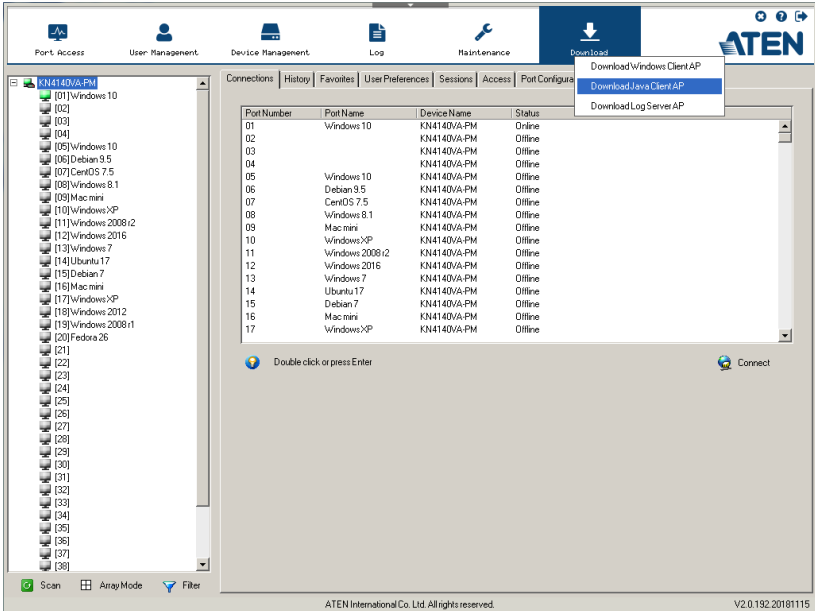 Port Access User Management Device Management Log Maintenance Download
ATEN
Download Windows Client AP
Download Java Client AP
Download Log Server AP
Connections History Favorites User Preferences Sessions Access Port Configura
KN4140VA-PM
[01]Windows 10
[02]
[03]
[04]
[05]Windows 10
[06]Debian 9.5
[07]CentOS 7.5
[08]Windows 8.1
[09]Mac mini
[10]Windows XP
[11]Windows 2008 r2
[12]Windows 2016
[13]Windows 7
[14]Ubuntu 17
[15]Debian 7
[16]Mac mini
[17]Windows XP
[18]Windows 2012
[19]Windows 2008 r1
[20]Fedora 26
[21]
[22]
[23]
[24]
[25]
[26]
[27]
[28]
[29]
[30]
[31]
[32]
[33]
[34]
[35]
[36]
[37]
[38]
Port Number Port Name Device Name Status
01 Windows 10 KN4140VA-PM Online
02 KN4140VA-PM Offline
03 KN4140VA-PM Offline
04 KN4140VA-PM Offline
05 Windows 10 KN4140VA-PM Offline
06 Debian 9.5 KN4140VA-PM Offline
07 CentOS 7.5 KN4140VA-PM Offline
08 Windows 8.1 KN4140VA-PM Offline
09 Mac mini KN4140VA-PM Offline
10 Windows XP KN4140VA-PM Offline
11 Windows 2008 r2 KN4140VA-PM Offline
12 Windows 2016 KN4140VA-PM Offline
13 Windows 7 KN4140VA-PM Offline
14 Ubuntu 17 KN4140VA-PM Offline
15 Debian 7 KN4140VA-PM Offline
16 Mac mini KN4140VA-PM Offline
17 Windows XP KN4140VA-PM Offline
Double click or press Enter
Connect
Scan Array Mode Filter
ATEN International Co. Ltd. All rights reserved.
V2.0.192.20181115